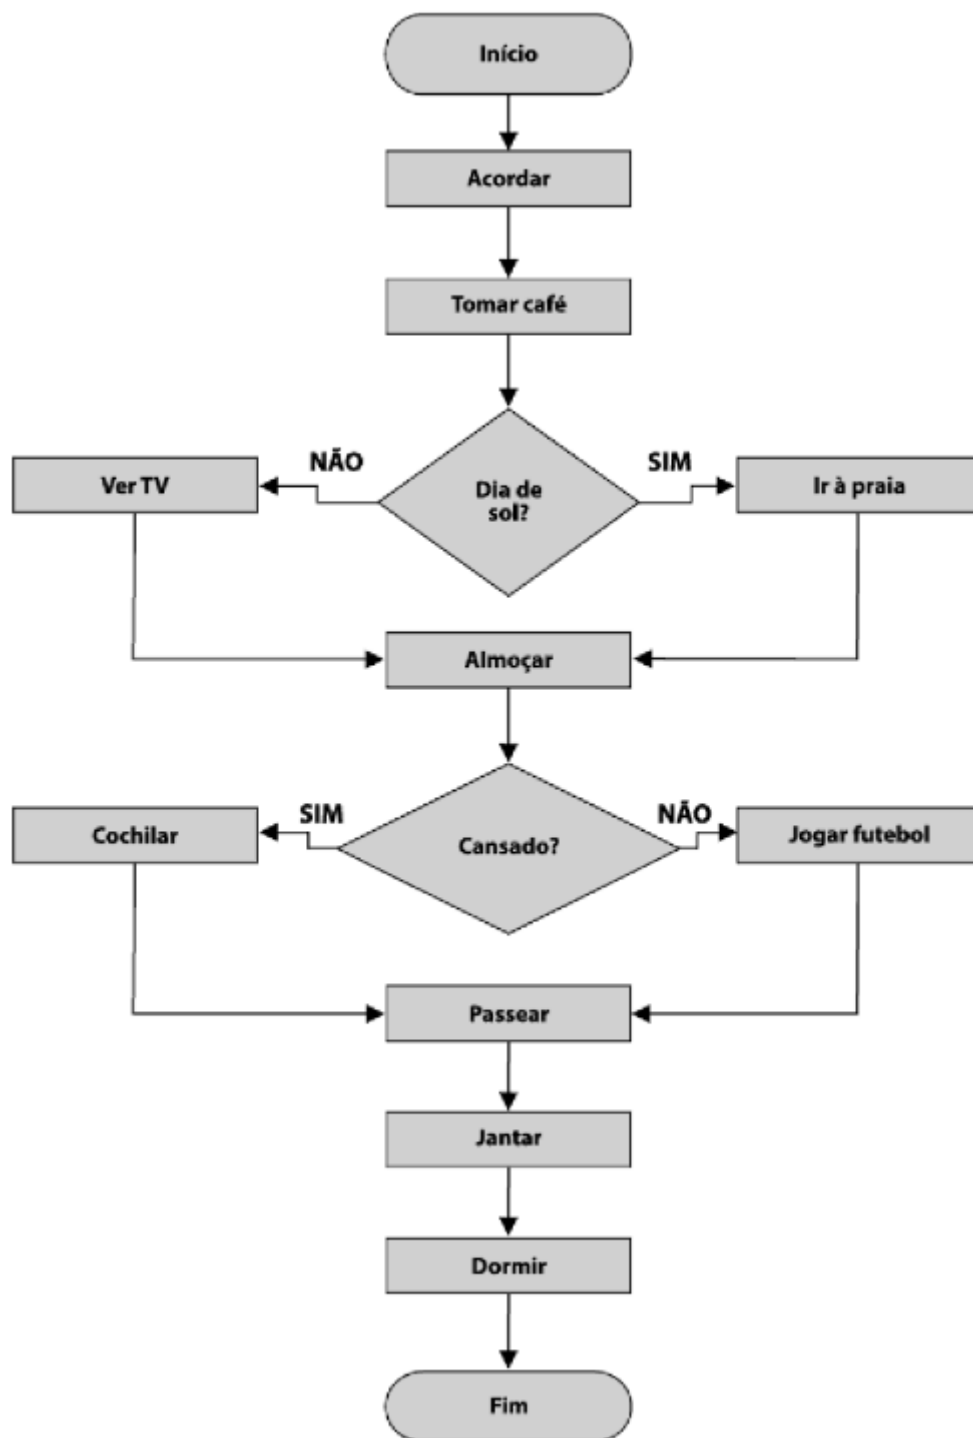 Início
Acordar
Tomar café
NÃO
SIM
Ver TV
Dia de
sol?
Ir à praia
Almoçar
SIM
NÃO
Cochilar
Cansado?
Jogar futebol
Passear
Jantar
Dormir
Fim